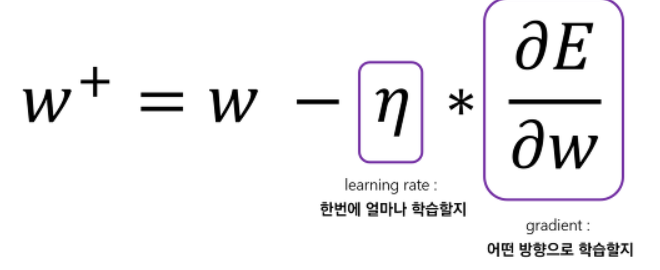 w⁺ = w − η * ∂E/∂w
learning rate :
한번에 얼마나 학습할지
gradient :
어떤 방향으로 학습할지